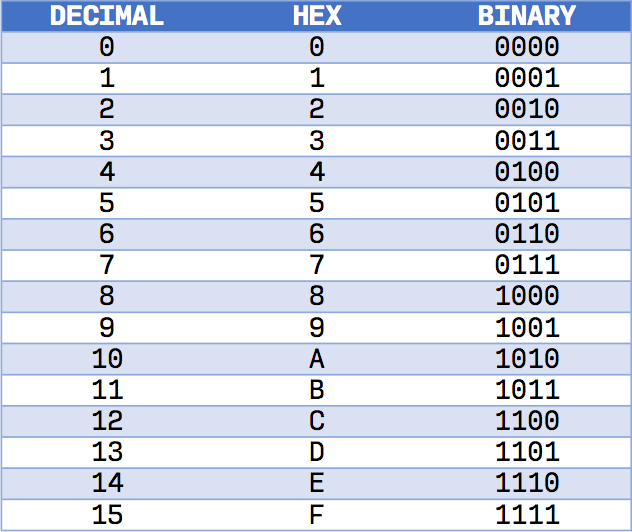 DECIMAL HEX BINARY
0 0 0000
1 1 0001
2 2 0010
3 3 0011
4 4 0100
5 5 0101
6 6 0110
7 7 0111
8 8 1000
9 9 1001
10 A 1010
11 B 1011
12 C 1100
13 D 1101
14 E 1110
15 F 1111